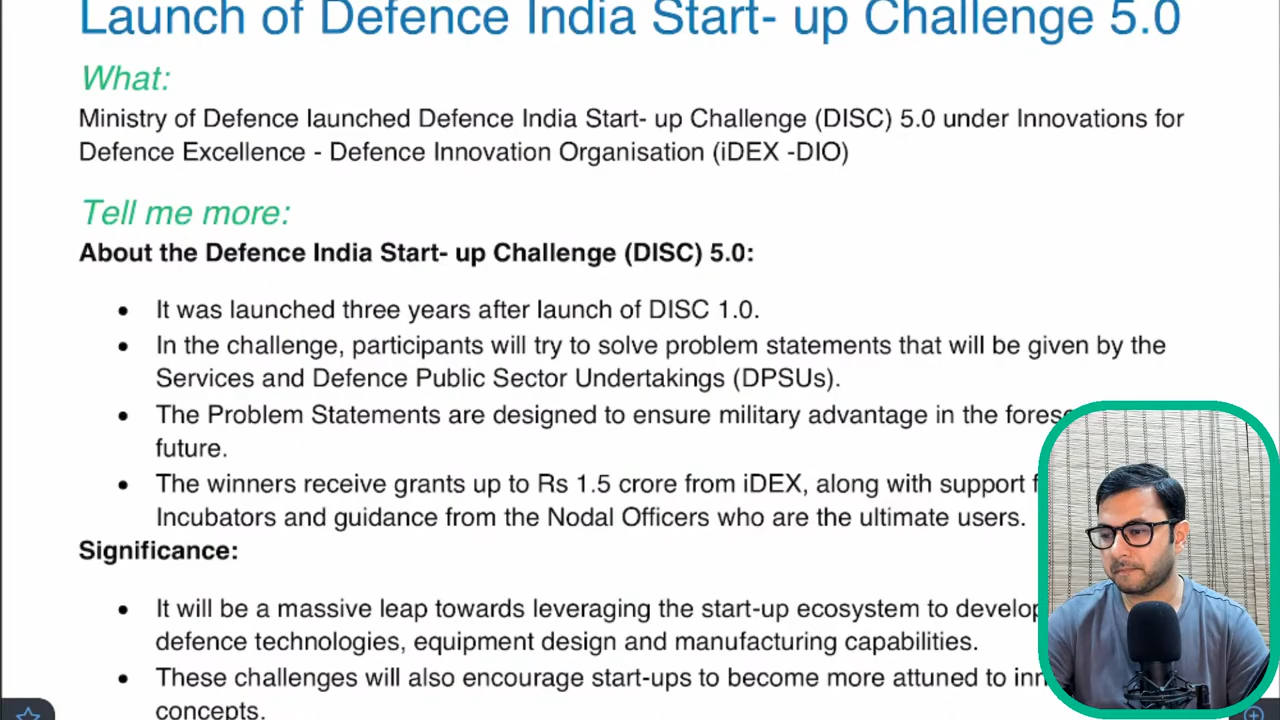 Launch of Defence India Start- up Challenge 5.0
What:
Ministry of Defence launched Defence India Start- up Challenge (DISC) 5.0 under Innovations for
Defence Excellence - Defence Innovation Organisation (iDEX -DIO)
Tell me more:
About the Defence India Start- up Challenge (DISC) 5.0:
• It was launched three years after launch of DISC 1.0.
• In the challenge, participants will try to solve problem statements that will be given by the
Services and Defence Public Sector Undertakings (DPSUs).
• The Problem Statements are designed to ensure military advantage in the
future.
• The winners receive grants up to Rs 1.5 crore from iDEX, along with support
Incubators and guidance from the Nodal Officers who are the ultimate users.
Significance:
• It will be a massive leap towards leveraging the start-up ecosystem to develop
defence technologies, equipment design and manufacturing capabilities.
• These challenges will also encourage start-ups to become more attuned to
concepts.